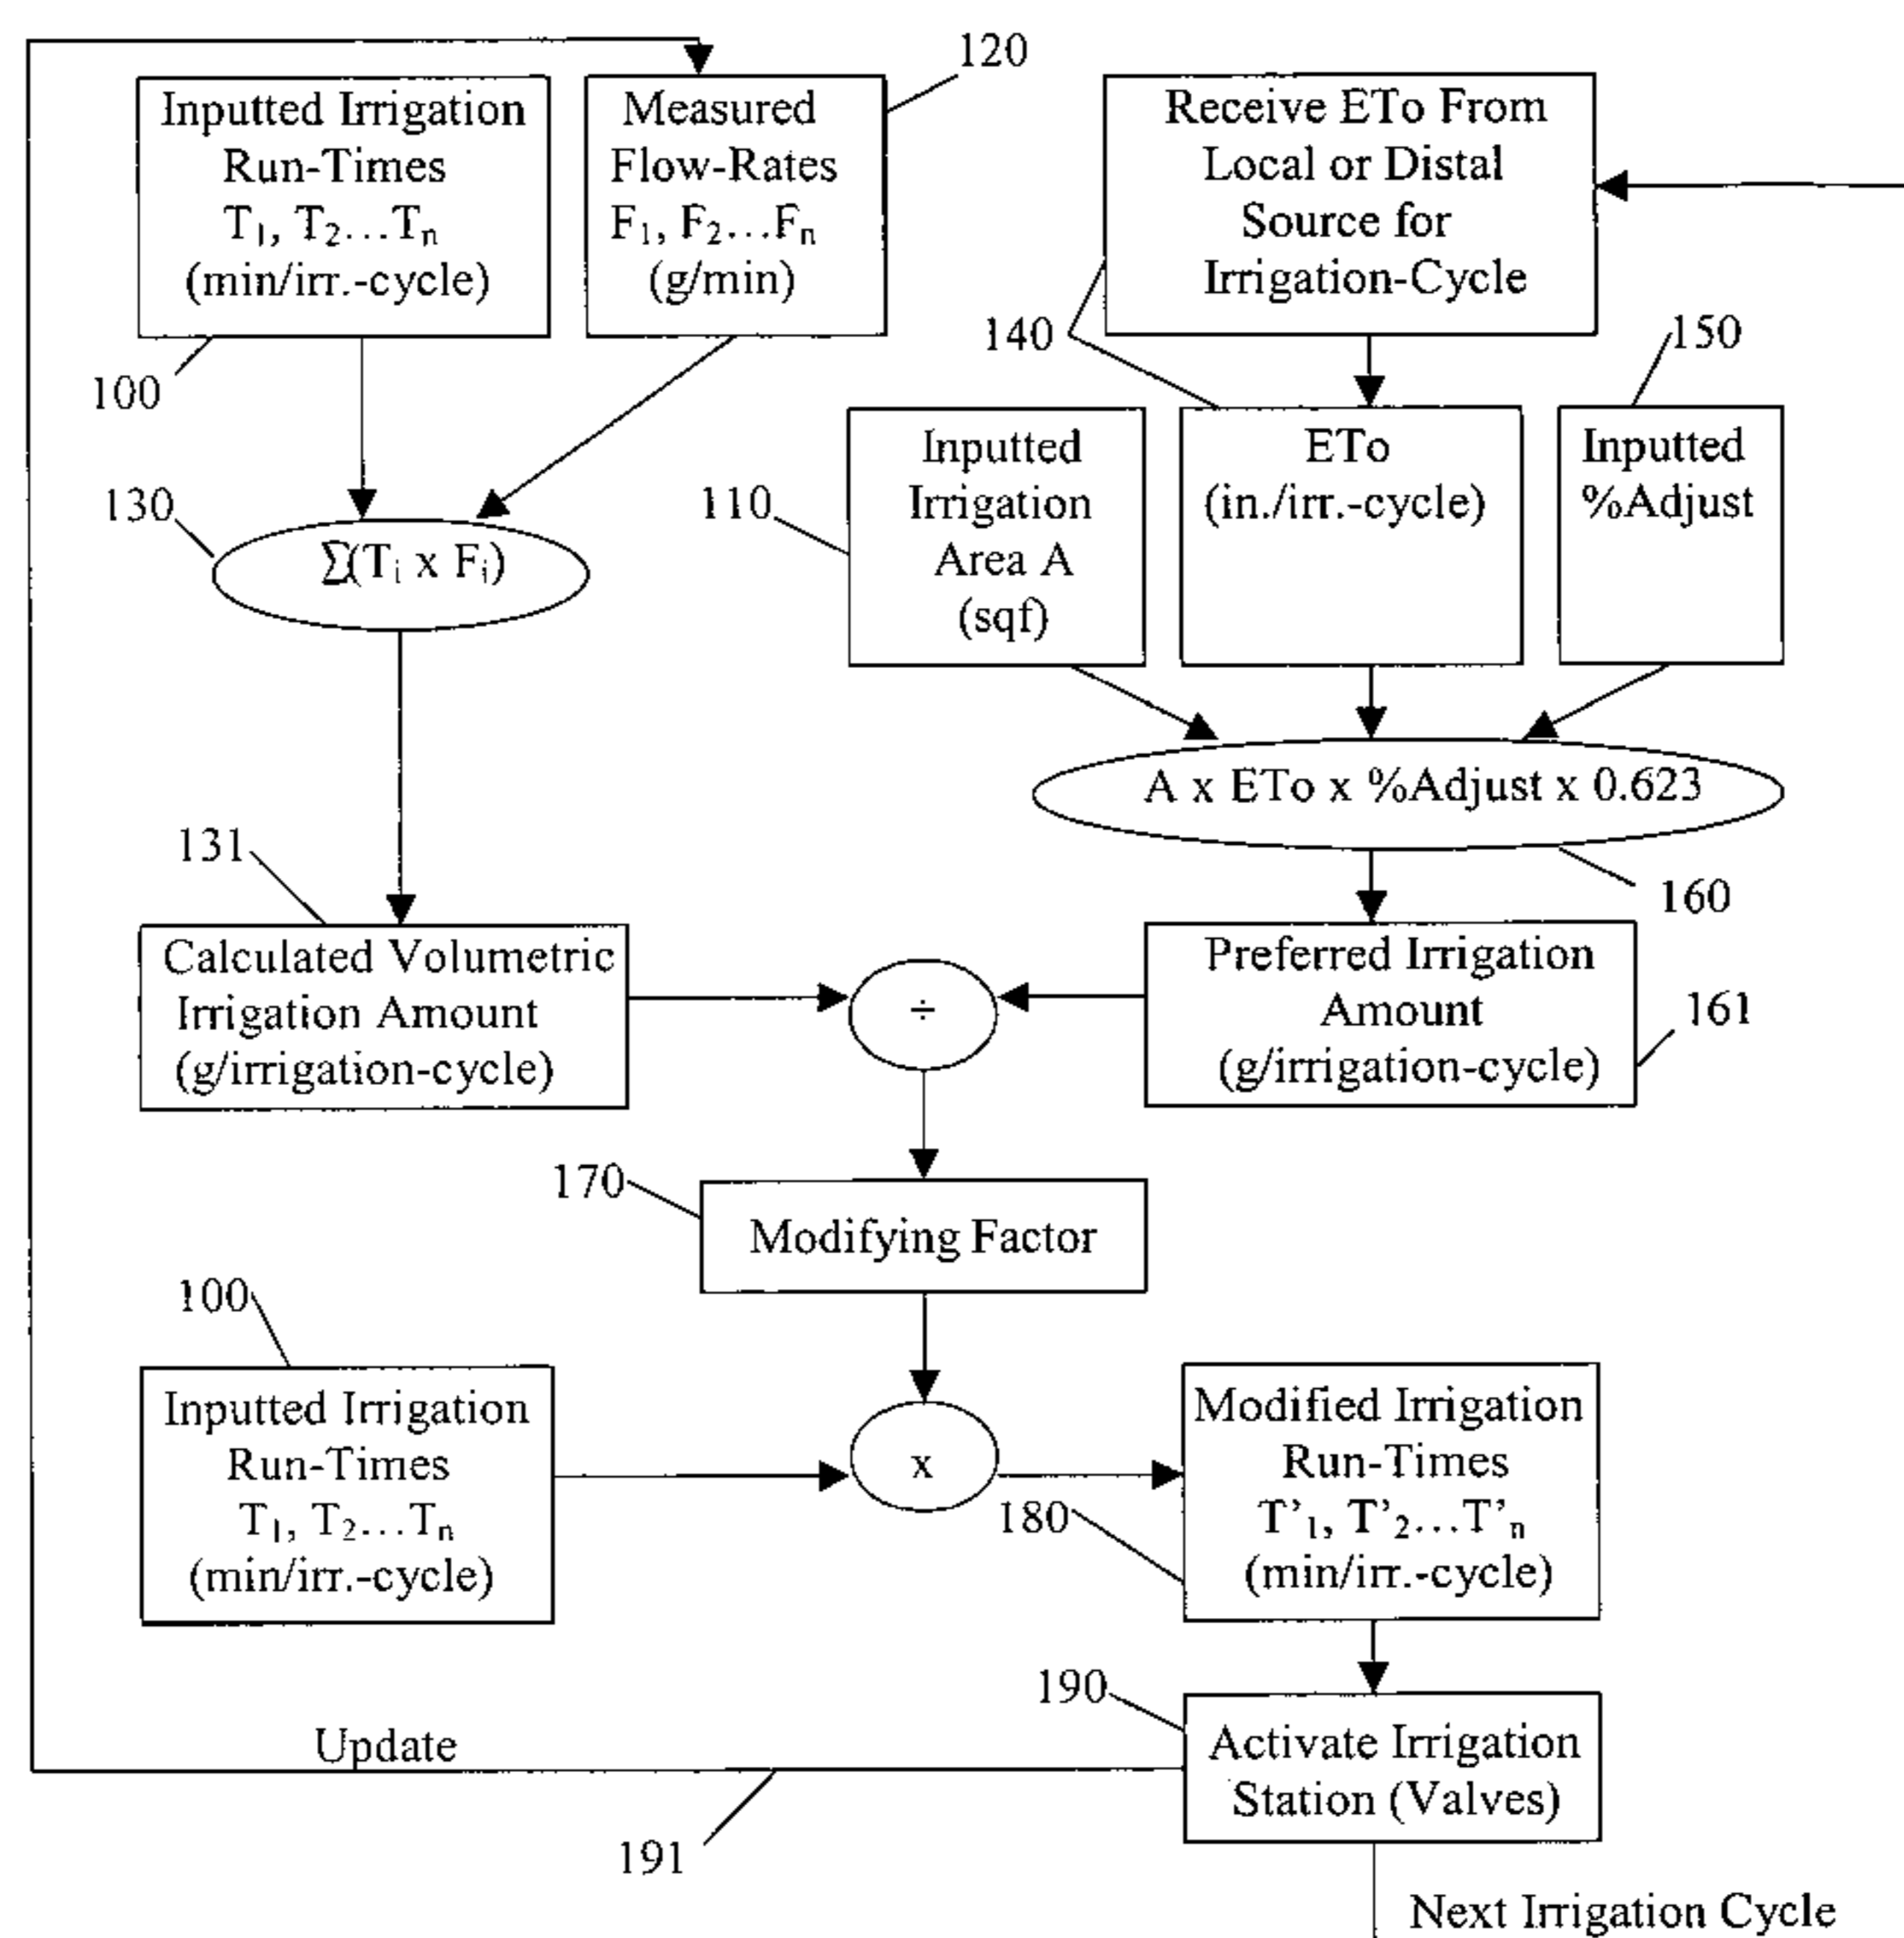 120
Inputted Irrigation
Run-Times
T₁, T₂...Tₙ
(min/irr.-cycle)
100
Measured
Flow-Rates
F₁, F₂...Fₙ
(g/min)
Receive ETo From
Local or Distal
Source for
Irrigation-Cycle
140
150
130
∑(Tᵢ x Fᵢ)
110
Inputted
Irrigation
Area A
(sqf)
ETo
(in./irr.-cycle)
Inputted
%Adjust
A x ETo x %Adjust x 0.623
160
131
Calculated Volumetric
Irrigation Amount
(g/irrigation-cycle)
÷
Preferred Irrigation
Amount
(g/irrigation-cycle)
161
170
Modifying Factor
100
Inputted Irrigation
Run-Times
T₁, T₂...Tₙ
(min/irr.-cycle)
x
180
Modified Irrigation
Run-Times
T’₁, T’₂...T’ₙ
(min/irr.-cycle)
190
Activate Irrigation
Station (Valves)
Update
191
Next Irrigation Cycle